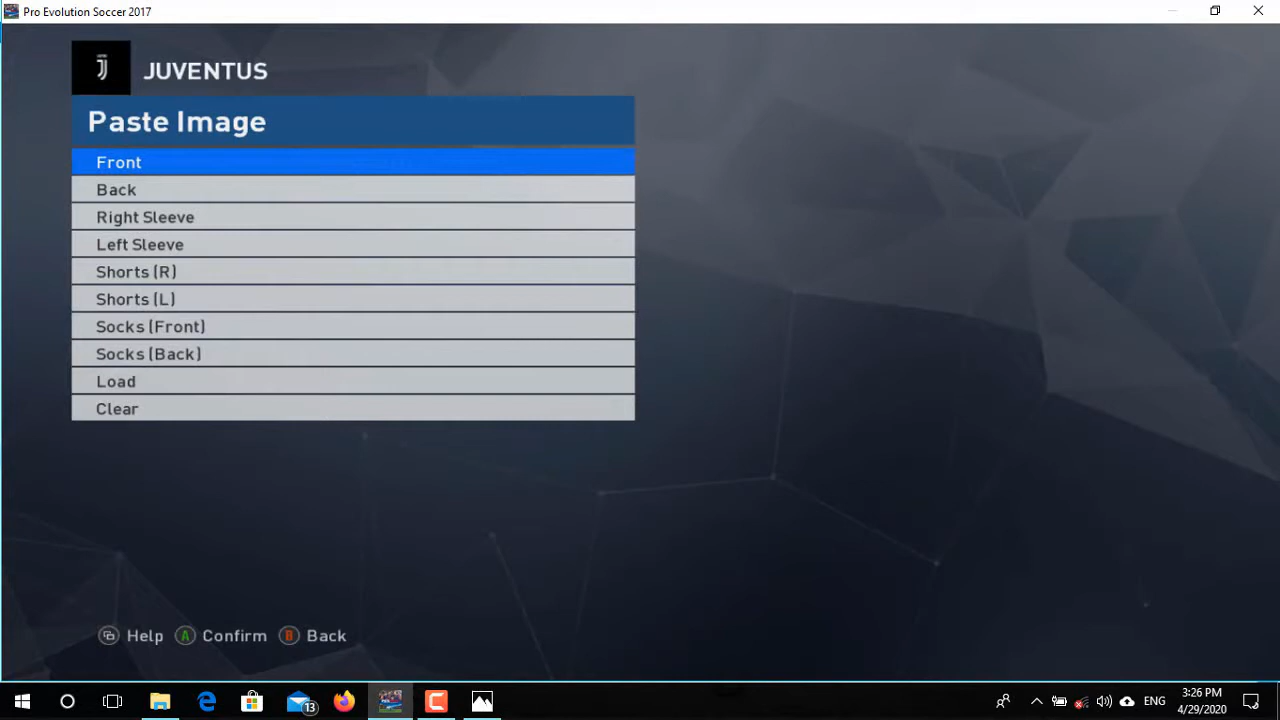 Pro Evolution Soccer 2017
JUVENTUS
Paste Image
Front
Back
Right Sleeve
Left Sleeve
Shorts (R)
Shorts (L)
Socks (Front)
Socks (Back)
Load
Clear
Help A Confirm B Back
13
ENG
3:26 PM
4/29/2020